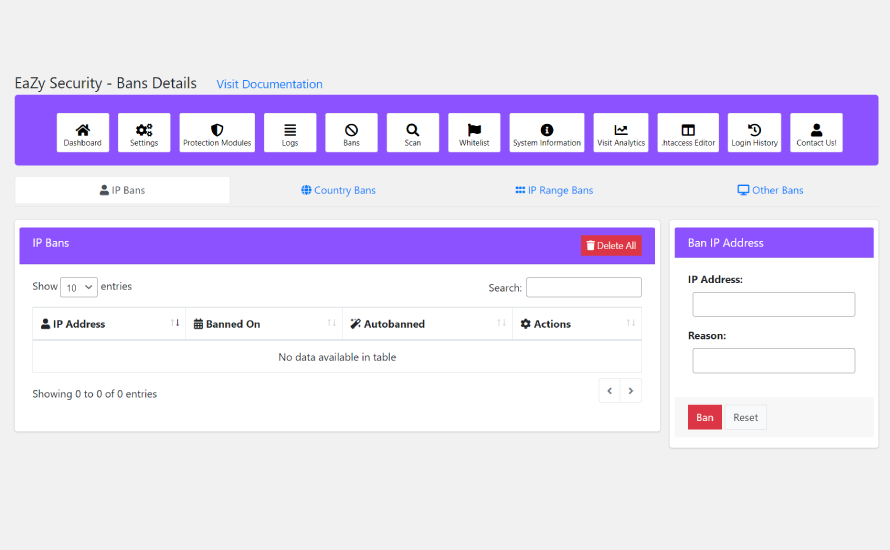 EaZy Security - Bans Details Visit Documentation
Dashboard Settings Protection Modules Logs Bans Scan Whitelist System Information Visit Analytics .htaccess Editor Login History Contact Us!
IP Bans Country Bans IP Range Bans Other Bans
IP Bans Delete All
Show 10 entries Search:
IP Address Banned On Autobanned Actions
No data available in table
Showing 0 to 0 of 0 entries
Ban IP Address
IP Address:
Reason:
Ban Reset